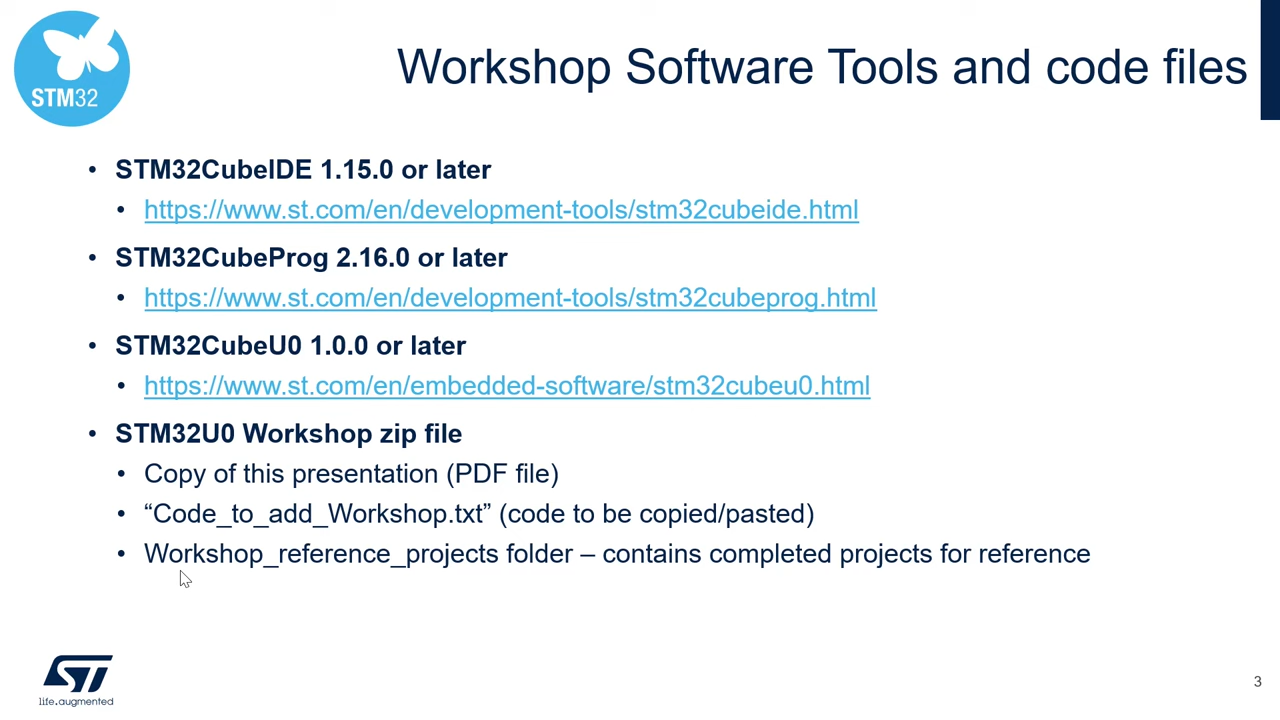 STM32
Workshop Software Tools and code files
• STM32CubeIDE 1.15.0 or later
• https://www.st.com/en/development-tools/stm32cubeide.html
• STM32CubeProg 2.16.0 or later
• https://www.st.com/en/development-tools/stm32cubeprog.html
• STM32CubeU0 1.0.0 or later
• https://www.st.com/en/embedded-software/stm32cubeu0.html
• STM32U0 Workshop zip file
• Copy of this presentation (PDF file)
• “Code_to_add_Workshop.txt” (code to be copied/pasted)
• Workshop_reference_projects folder – contains completed projects for reference
ST
life.augmented
3